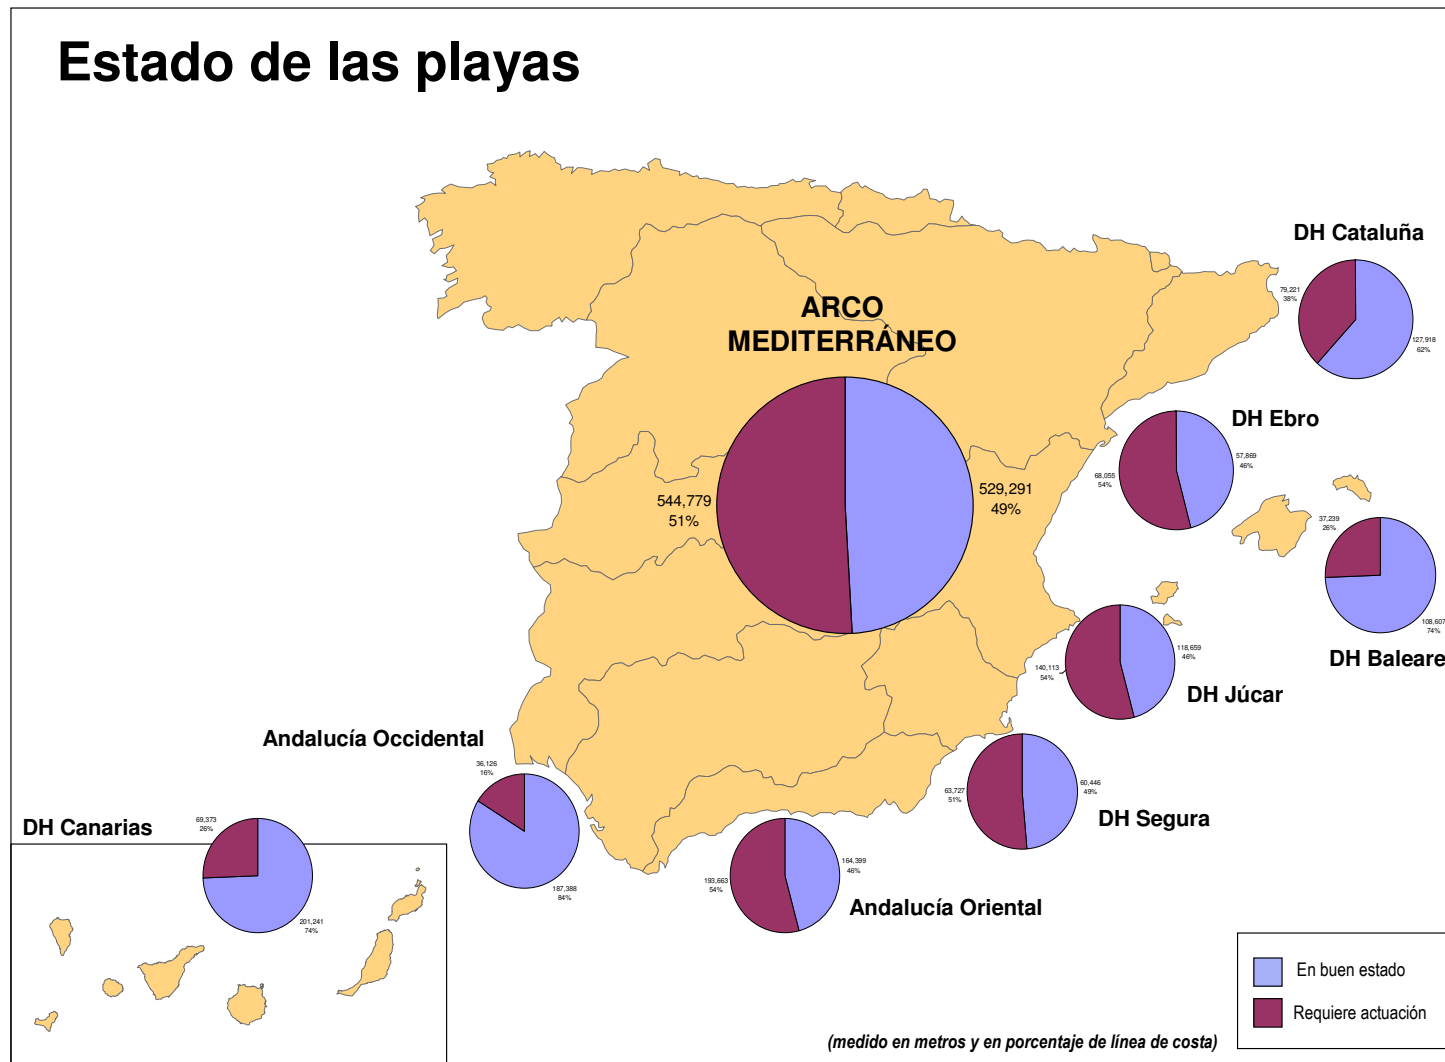 Estado de las playas
DH Cataluña
79,221
38%
127,918
62%
ARCO
MEDITERRÁNEO
544,779
51%
529,291
49%
DH Ebro
68,055
54%
57,869
46%
37,239
26%
108,607
74%
DH Baleare
140,113
54%
118,659
46%
DH Júcar
Andalucía Occidental
36,126
16%
187,388
84%
63,727
51%
60,446
49%
DH Segura
DH Canarias
69,373
26%
201,241
74%
193,663
54%
164,399
46%
Andalucía Oriental
En buen estado
Requiere actuación
(medido en metros y en porcentaje de línea de costa)